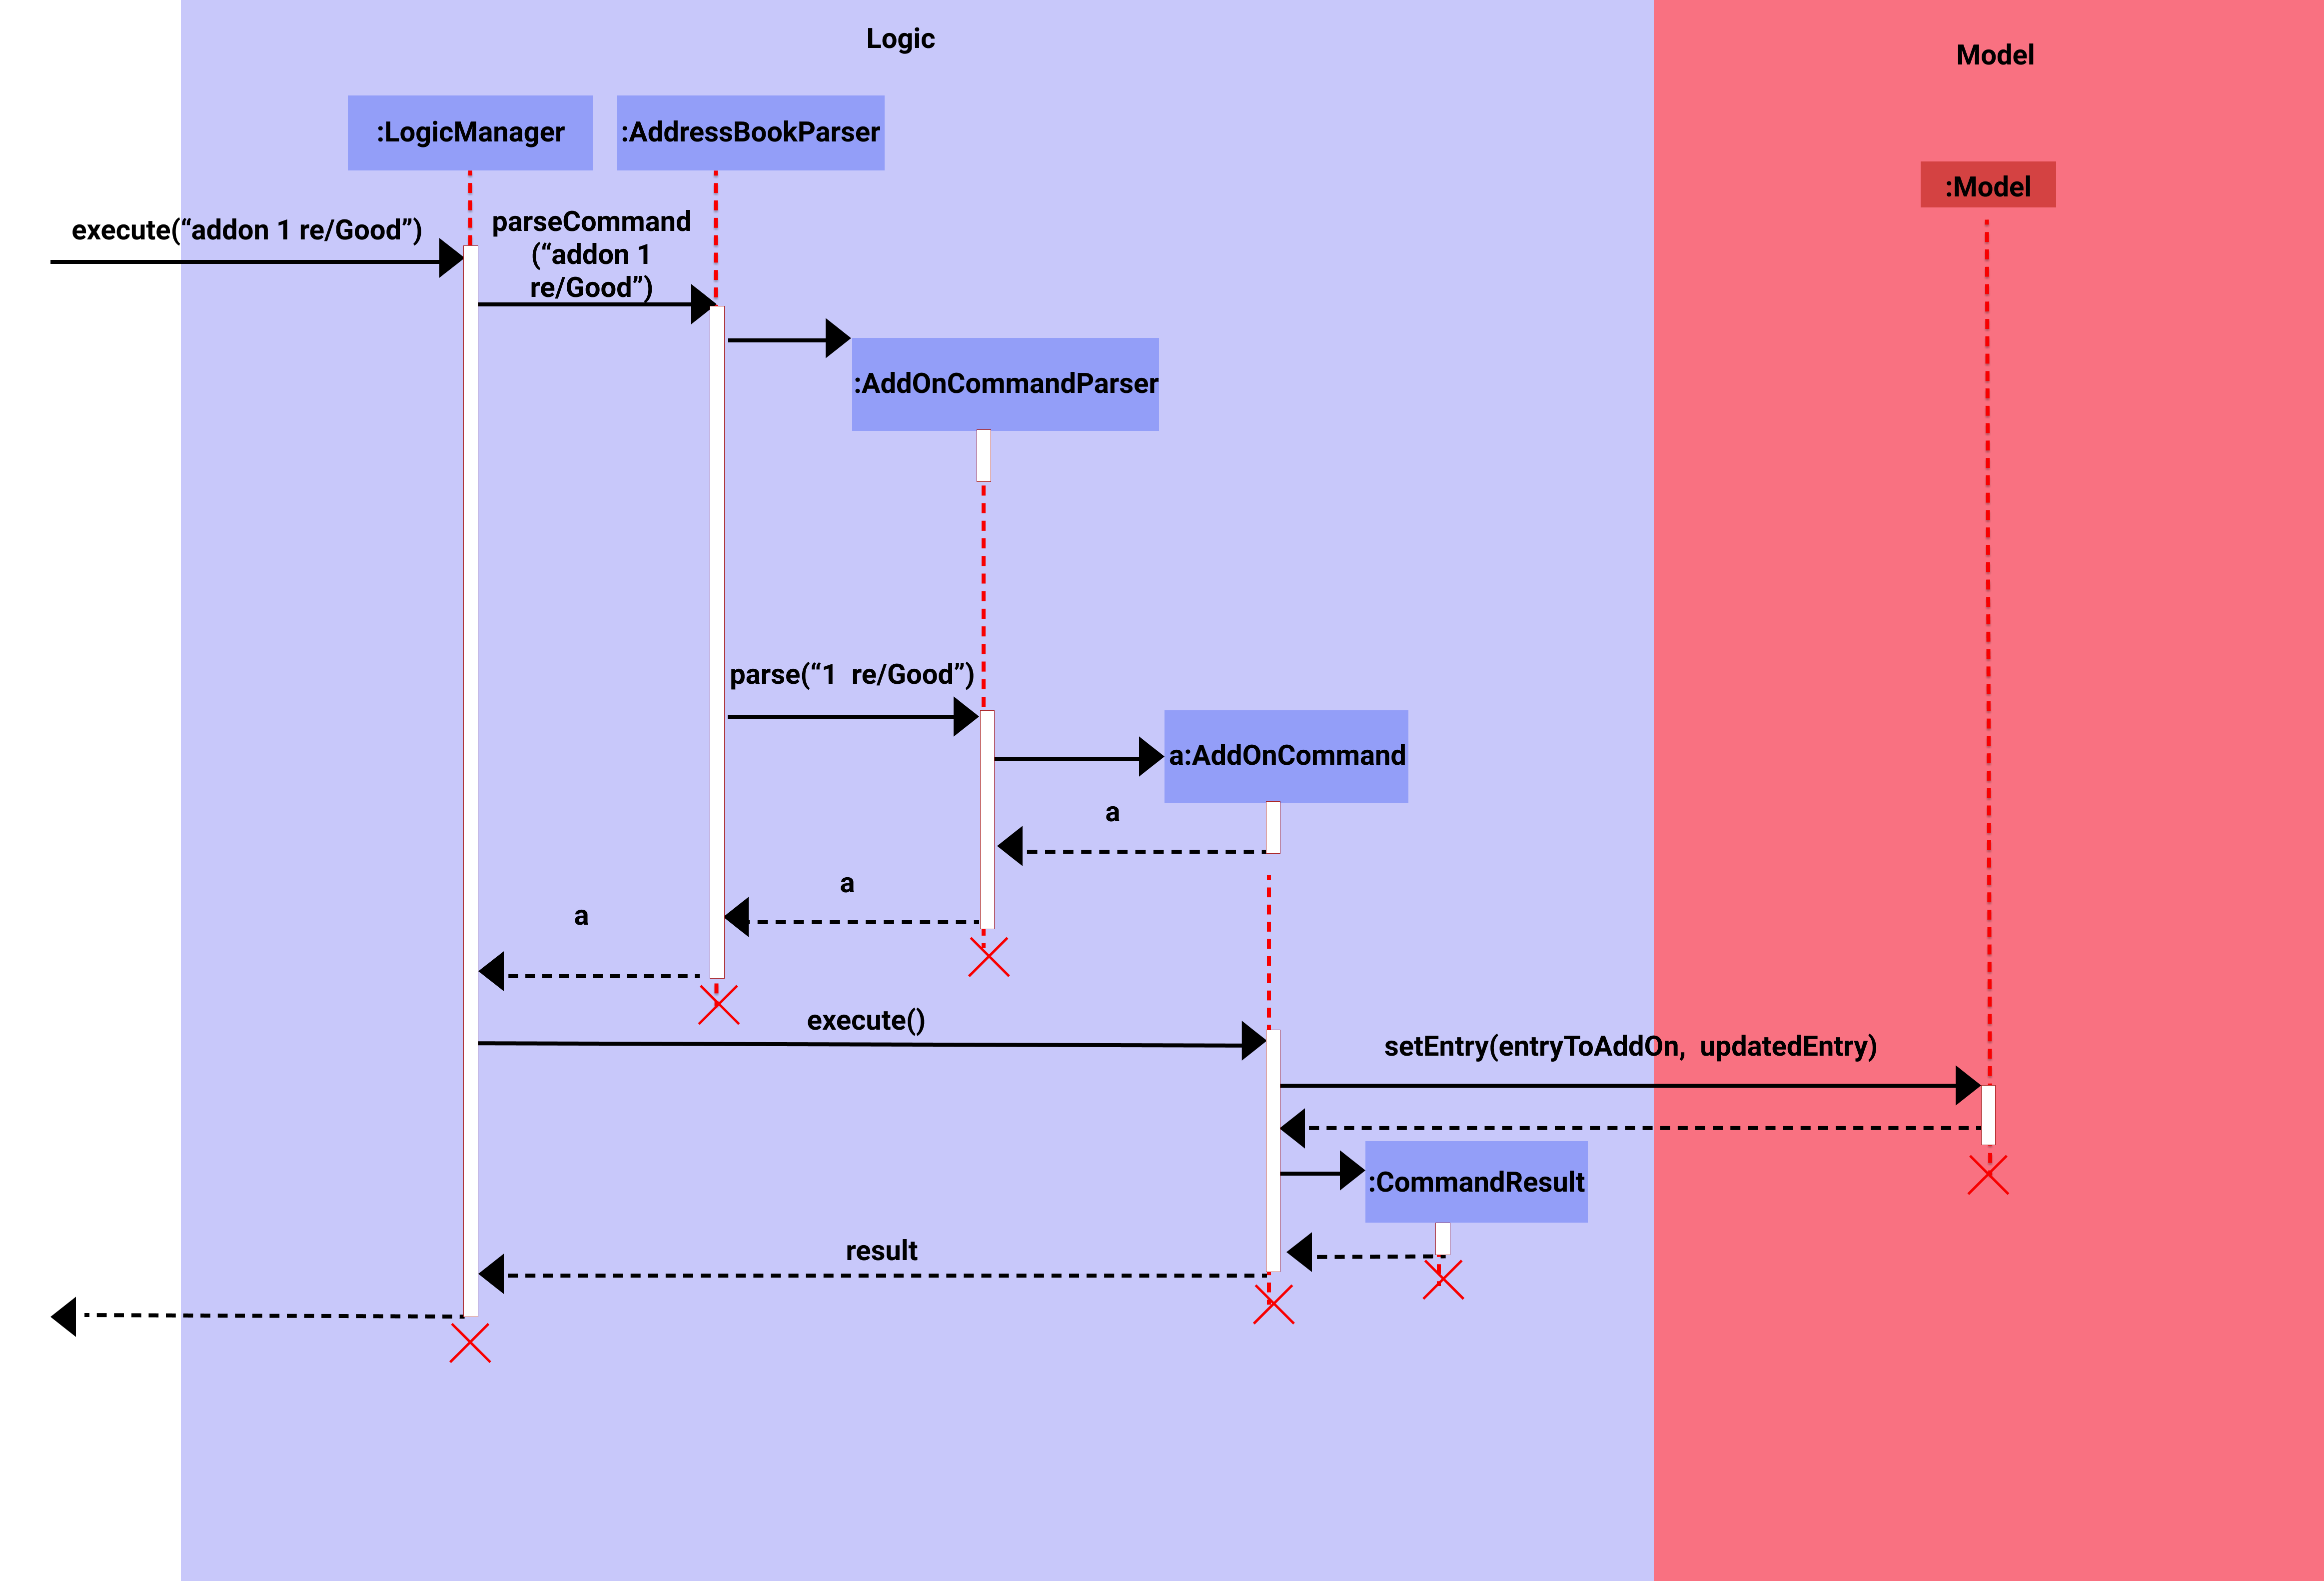 Logic
Model
:LogicManager
:AddressBookParser
:Model
execute(“addon 1 re/Good”)
parseCommand
(“addon 1
re/Good”)
:AddOnCommandParser
parse(“1  re/Good”)
a:AddOnCommand
a
a
a
execute()
setEntry(entryToAddOn,  updatedEntry)
:CommandResult
result